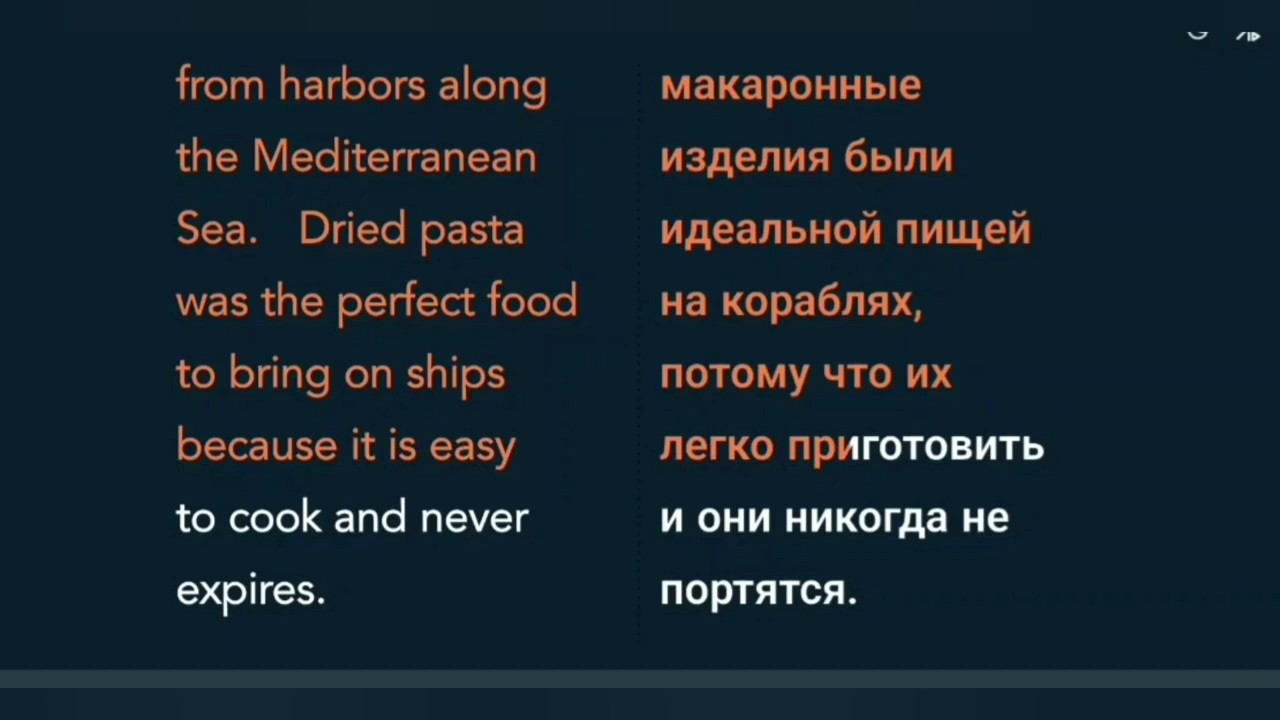 from harbors along
the Mediterranean
Sea. Dried pasta
was the perfect food
to bring on ships
because it is easy
to cook and never
expires.
макаронные
изделия были
идеальной пищей
на кораблях,
потому что их
легко приготовить
и они никогда не
портятся.